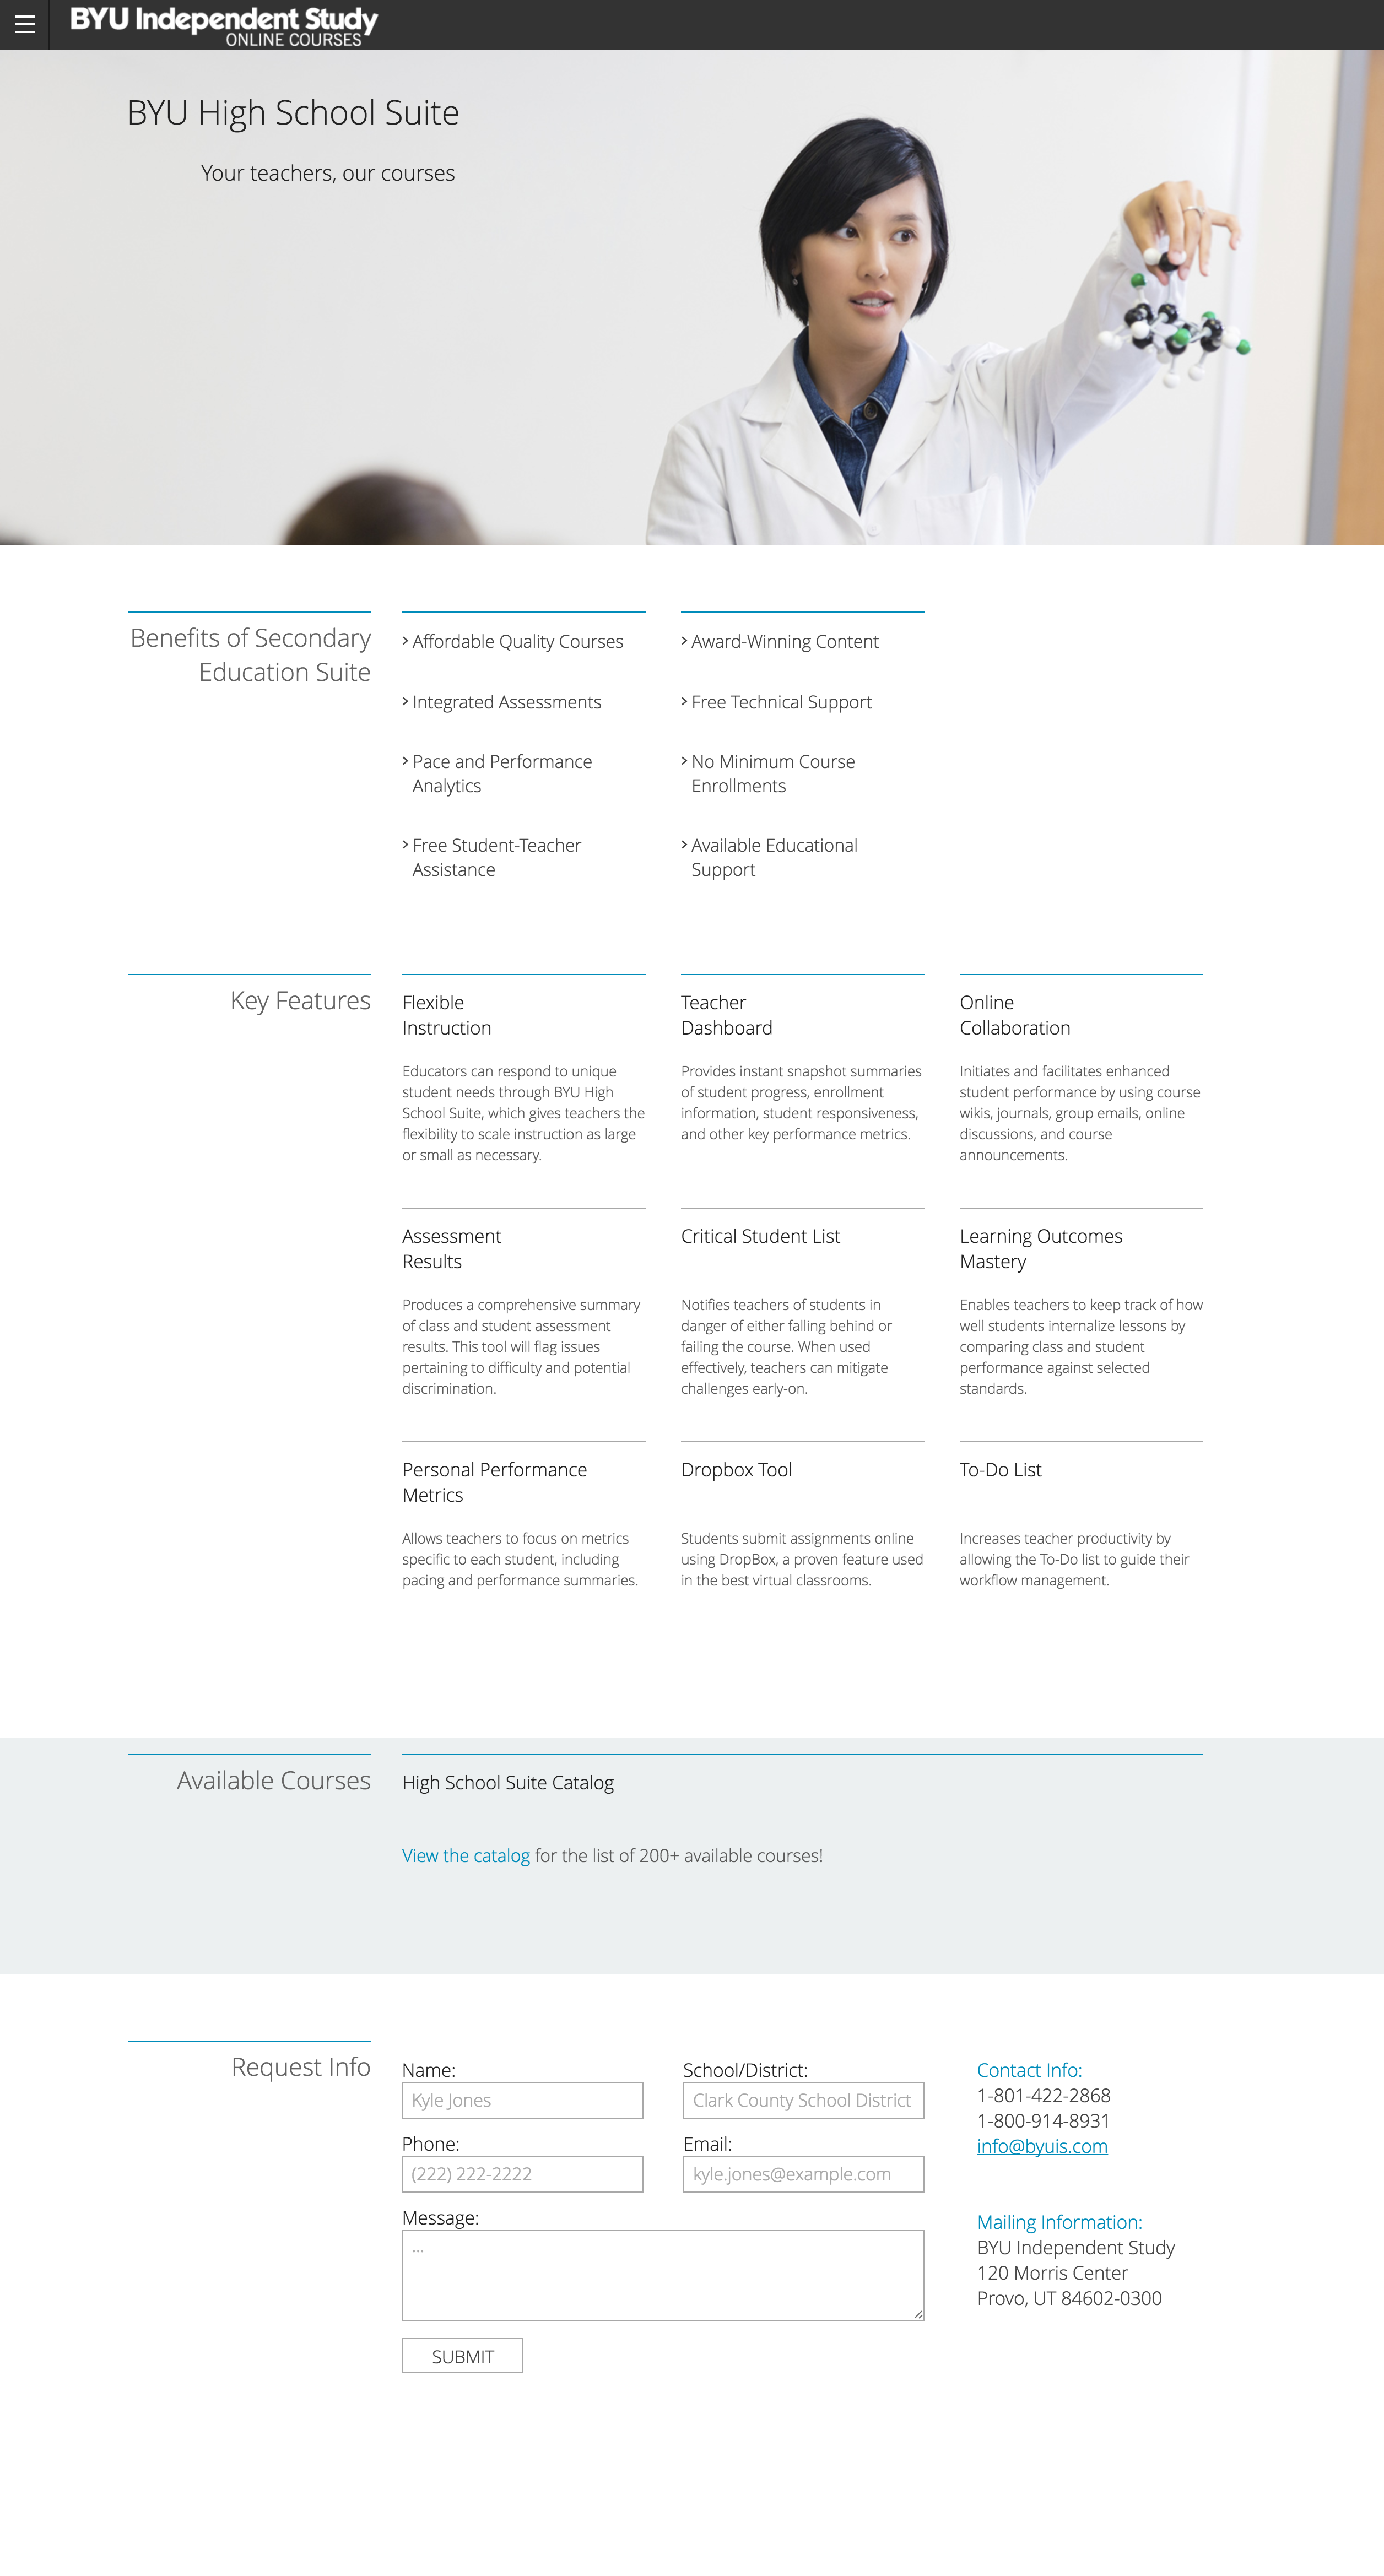 BYU Independent Study
ONLINE COURSES
BYU High School Suite
Your teachers, our courses
Benefits of Secondary
Education Suite
> Affordable Quality Courses
> Integrated Assessments
> Pace and Performance
Analytics
> Free Student-Teacher
Assistance
> Award-Winning Content
> Free Technical Support
> No Minimum Course
Enrollments
> Available Educational
Support
Key Features
Flexible
Instruction
Educators can respond to unique
student needs through BYU High
School Suite, which gives teachers the
flexibility to scale instruction as large
or small as necessary.
Teacher
Dashboard
Provides instant snapshot summaries
of student progress, enrollment
information, student responsiveness,
and other key performance metrics.
Online
Collaboration
Initiates and facilitates enhanced
student performance by using course
wikis, journals, group emails, online
discussions, and course
announcements.
Assessment
Results
Produces a comprehensive summary
of class and student assessment
results. This tool will flag issues
pertaining to difficulty and potential
discrimination.
Critical Student List
Notifies teachers of students in
danger of either falling behind or
failing the course. When used
effectively, teachers can mitigate
challenges early-on.
Learning Outcomes
Mastery
Enables teachers to keep track of how
well students internalize lessons by
comparing class and student
performance against selected
standards.
Personal Performance
Metrics
Allows teachers to focus on metrics
specific to each student, including
pacing and performance summaries.
Dropbox Tool
Students submit assignments online
using DropBox, a proven feature used
in the best virtual classrooms.
To-Do List
Increases teacher productivity by
allowing the To-Do list to guide their
workflow management.
Available Courses
High School Suite Catalog
View the catalog for the list of 200+ available courses!
Request Info
Name:
Kyle Jones
School/District:
Clark County School District
Phone:
(222) 222-2222
Email:
kyle.jones@example.com
Message:
...
SUBMIT
Contact Info:
1-801-422-2868
1-800-914-8931
info@byuis.com
Mailing Information:
BYU Independent Study
120 Morris Center
Provo, UT 84602-0300